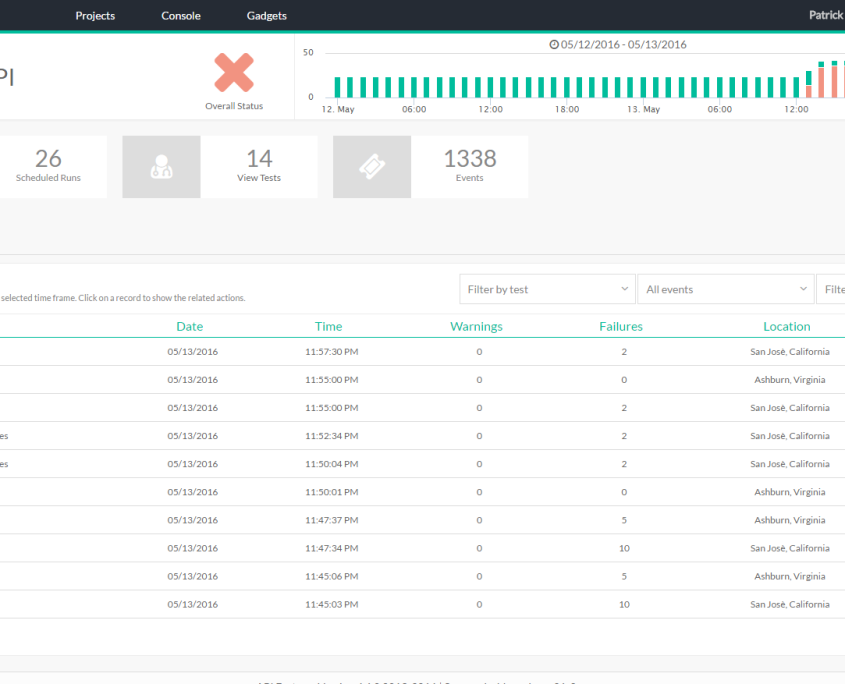 Projects Console Gadgets Patrick
05/12/2016 - 05/13/2016
50
PI
Overall Status
0
12. May 06:00 12:00 18:00 13. May 06:00 12:00
26 14 1338
Scheduled Runs View Tests Events
Filter by test All events Filte
selected time frame. Click on a record to show the related actions.
Date Time Warnings Failures Location
05/13/2016 11:57:30 PM 0 2 San Josè, California
05/13/2016 11:55:00 PM 0 0 Ashburn, Virginia
05/13/2016 11:55:00 PM 0 2 San Josè, California
es 05/13/2016 11:52:34 PM 0 2 San Josè, California
es 05/13/2016 11:50:04 PM 0 2 San Josè, California
05/13/2016 11:50:01 PM 0 0 Ashburn, Virginia
05/13/2016 11:47:37 PM 0 5 Ashburn, Virginia
05/13/2016 11:47:34 PM 0 10 San Josè, California
05/13/2016 11:45:06 PM 0 5 Ashburn, Virginia
05/13/2016 11:45:03 PM 0 10 San Josè, California